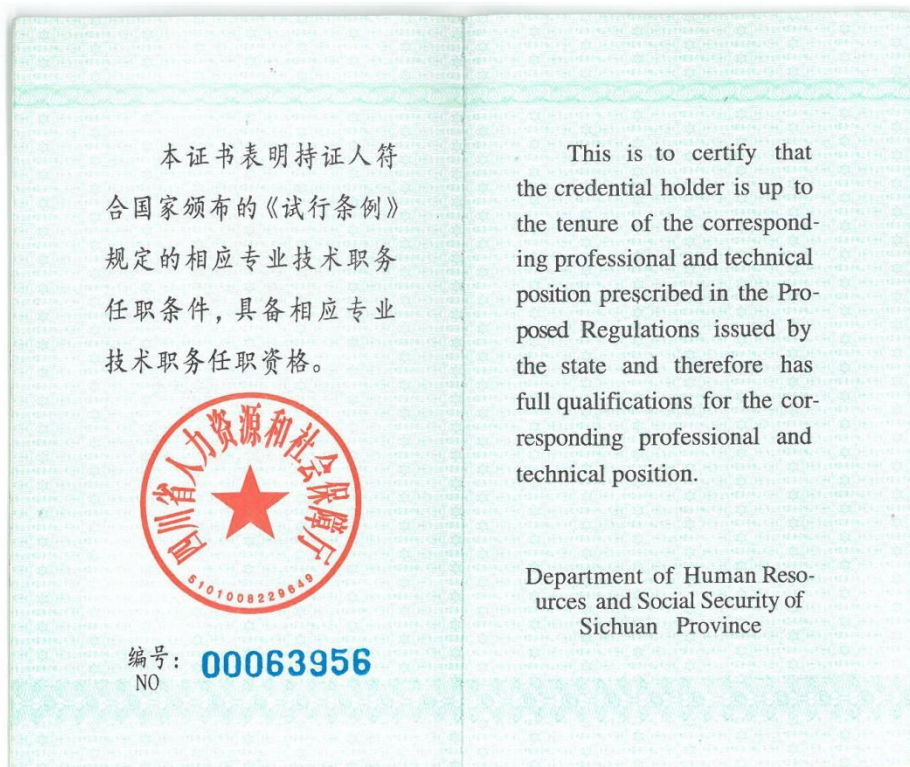 本证书表明持证人符
合国家颁布的《试行条例》
规定的相应专业技术职务
任职条件，具备相应专业
技术职务任职资格。
四川省人力资源和社会保障厅
5101008229649
编号: 00063956
NO
This is to certify that
the credential holder is up to
the tenure of the correspond-
ing professional and technical
position prescribed in the Pro-
posed Regulations issued by
the state and therefore has
full qualifications for the cor-
responding professional and
technical position.
Department of Human Reso-
urces and Social Security of
Sichuan Province